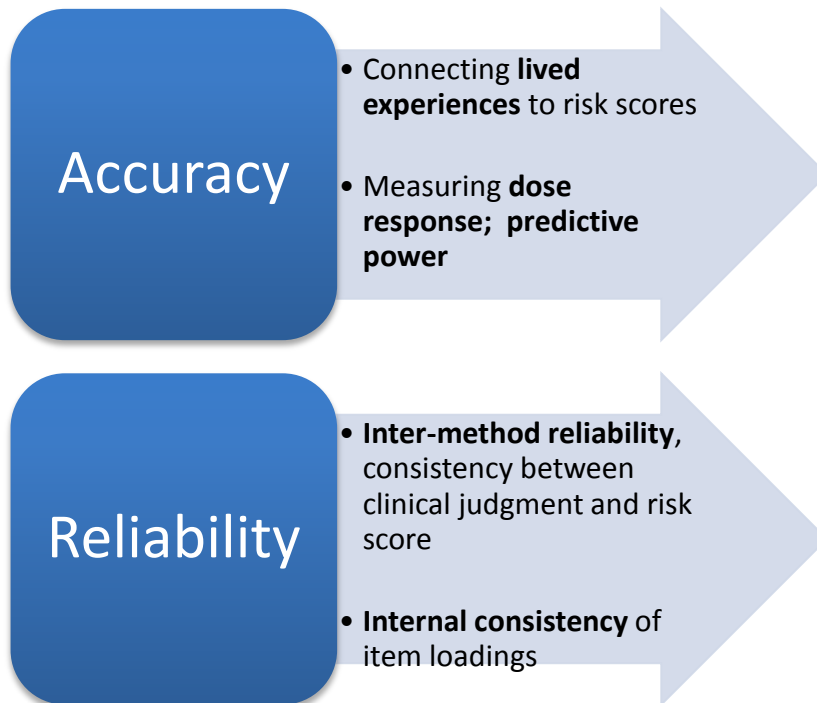 Accuracy
• Connecting lived
experiences to risk scores
• Measuring dose
response;  predictive
power
Reliability
• Inter-method reliability,
consistency between
clinical judgment and risk
score
• Internal consistency of
item loadings